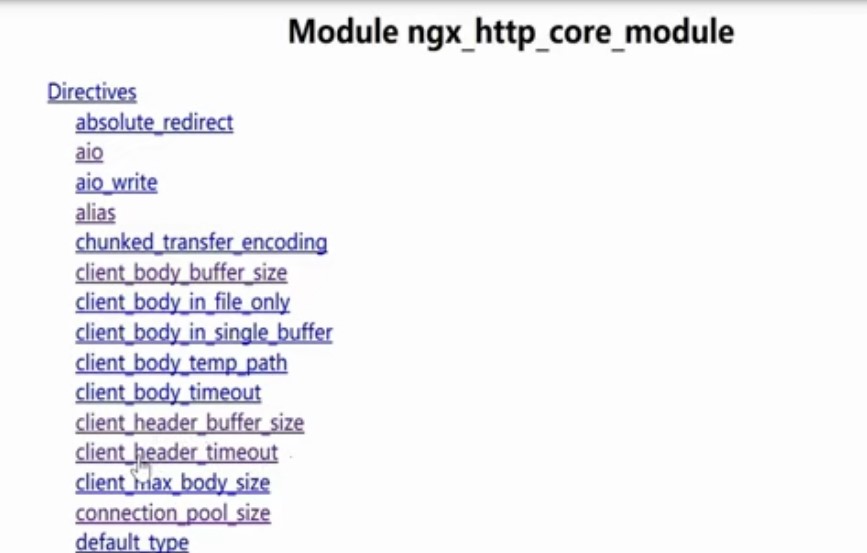 Module ngx_http_core_module
Directives
absolute_redirect
aio
aio_write
alias
chunked_transfer_encoding
client_body_buffer_size
client_body_in_file_only
client_body_in_single_buffer
client_body_temp_path
client_body_timeout
client_header_buffer_size
client_header_timeout
client_max_body_size
connection_pool_size
default_type